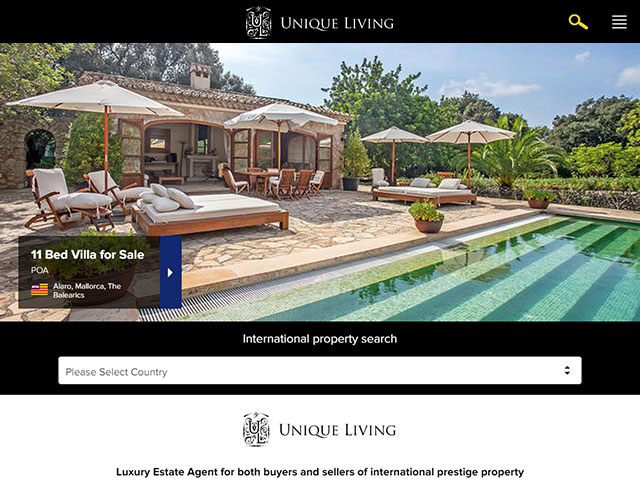 UNIQUE LIVING
11 Bed Villa for Sale
POA
Alaro, Mallorca, The
Balearics
International property search
Please Select Country
UNIQUE LIVING
Luxury Estate Agent for both buyers and sellers of international prestige property